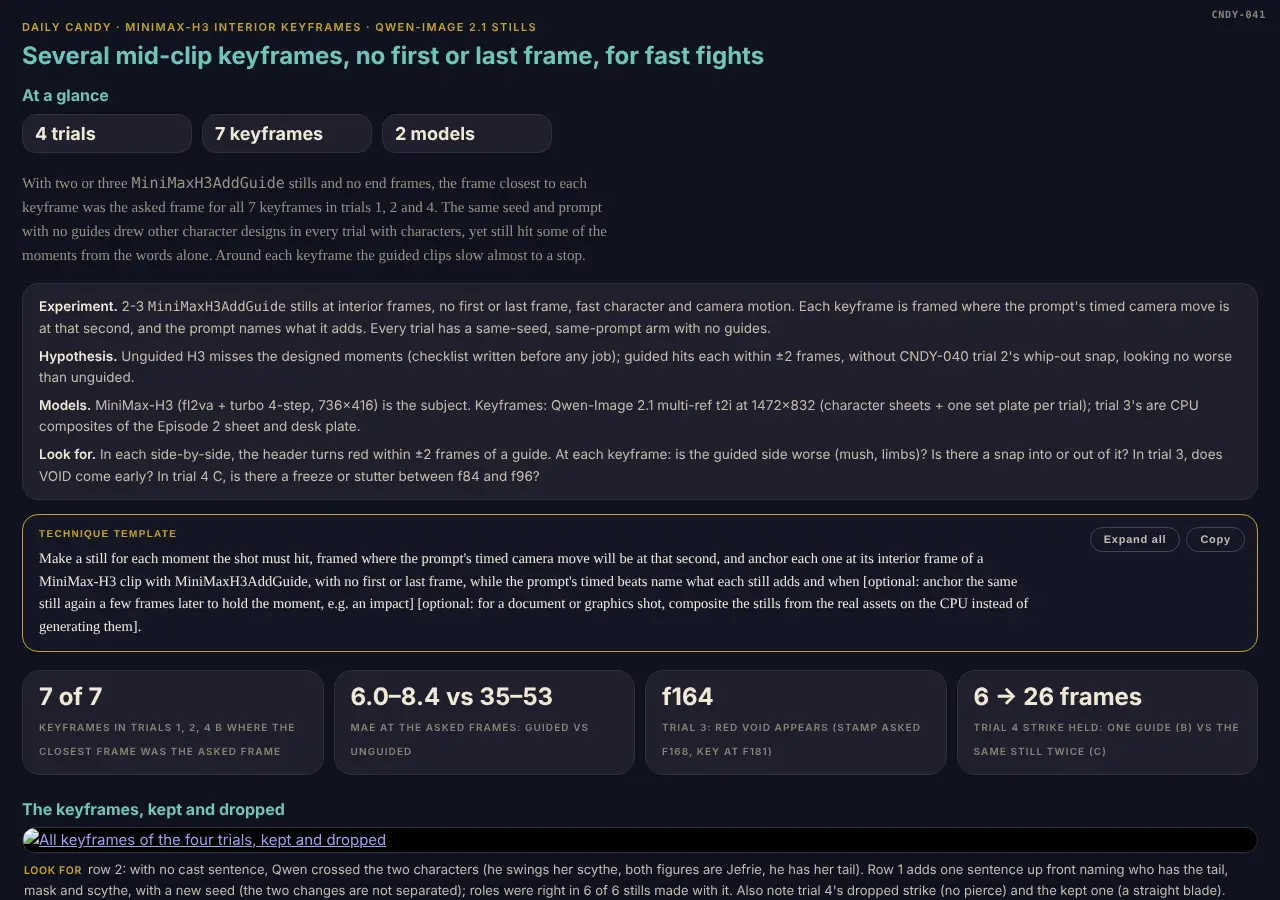 CNDY-041
DAILY CANDY · MINIMAX-H3 INTERIOR KEYFRAMES · QWEN-IMAGE 2.1 STILLS
Several mid-clip keyframes, no first or last frame, for fast fights
At a glance
4 trials
7 keyframes
2 models
With two or three MiniMaxH3AddGuide stills and no end frames, the frame closest to each
keyframe was the asked frame for all 7 keyframes in trials 1, 2 and 4. The same seed and prompt
with no guides drew other character designs in every trial with characters, yet still hit some of the
moments from the words alone. Around each keyframe the guided clips slow almost to a stop.
Experiment. 2-3 MiniMaxH3AddGuide stills at interior frames, no first or last frame, fast character and camera motion. Each keyframe is framed where the prompt's timed camera move is
at that second, and the prompt names what it adds. Every trial has a same-seed, same-prompt arm with no guides.
Hypothesis. Unguided H3 misses the designed moments (checklist written before any job); guided hits each within ±2 frames, without CNDY-040 trial 2's whip-out snap, looking no worse
than unguided.
Models. MiniMax-H3 (fl2va + turbo 4-step, 736×416) is the subject. Keyframes: Qwen-Image 2.1 multi-ref t2i at 1472×832 (character sheets + one set plate per trial); trial 3's are CPU
composites of the Episode 2 sheet and desk plate.
Look for. In each side-by-side, the header turns red within ±2 frames of a guide. At each keyframe: is the guided side worse (mush, limbs)? Is there a snap into or out of it? In trial 3, does
VOID come early? In trial 4 C, is there a freeze or stutter between f84 and f96?
TECHNIQUE TEMPLATE
Expand all
Copy
Make a still for each moment the shot must hit, framed where the prompt's timed camera move will be at that second, and anchor each one at its interior frame of a
MiniMax-H3 clip with MiniMaxH3AddGuide, with no first or last frame, while the prompt's timed beats name what each still adds and when [optional: anchor the same
still again a few frames later to hold the moment, e.g. an impact] [optional: for a document or graphics shot, composite the stills from the real assets on the CPU instead of
generating them].
7 of 7
KEYFRAMES IN TRIALS 1, 2, 4 B WHERE THE
CLOSEST FRAME WAS THE ASKED FRAME
6.0–8.4 vs 35–53
MAE AT THE ASKED FRAMES: GUIDED VS
UNGUIDED
f164
TRIAL 3: RED VOID APPEARS (STAMP ASKED
F168, KEY AT F181)
6 → 26 frames
TRIAL 4 STRIKE HELD: ONE GUIDE (B) VS THE
SAME STILL TWICE (C)
The keyframes, kept and dropped
All keyframes of the four trials, kept and dropped
LOOK FOR row 2: with no cast sentence, Qwen crossed the two characters (he swings her scythe, both figures are Jefrie, he has her tail). Row 1 adds one sentence up front naming who has the tail,
mask and scythe, with a new seed (the two changes are not separated); roles were right in 6 of 6 stills made with it. Also note trial 4's dropped strike (no pierce) and the kept one (a straight blade).